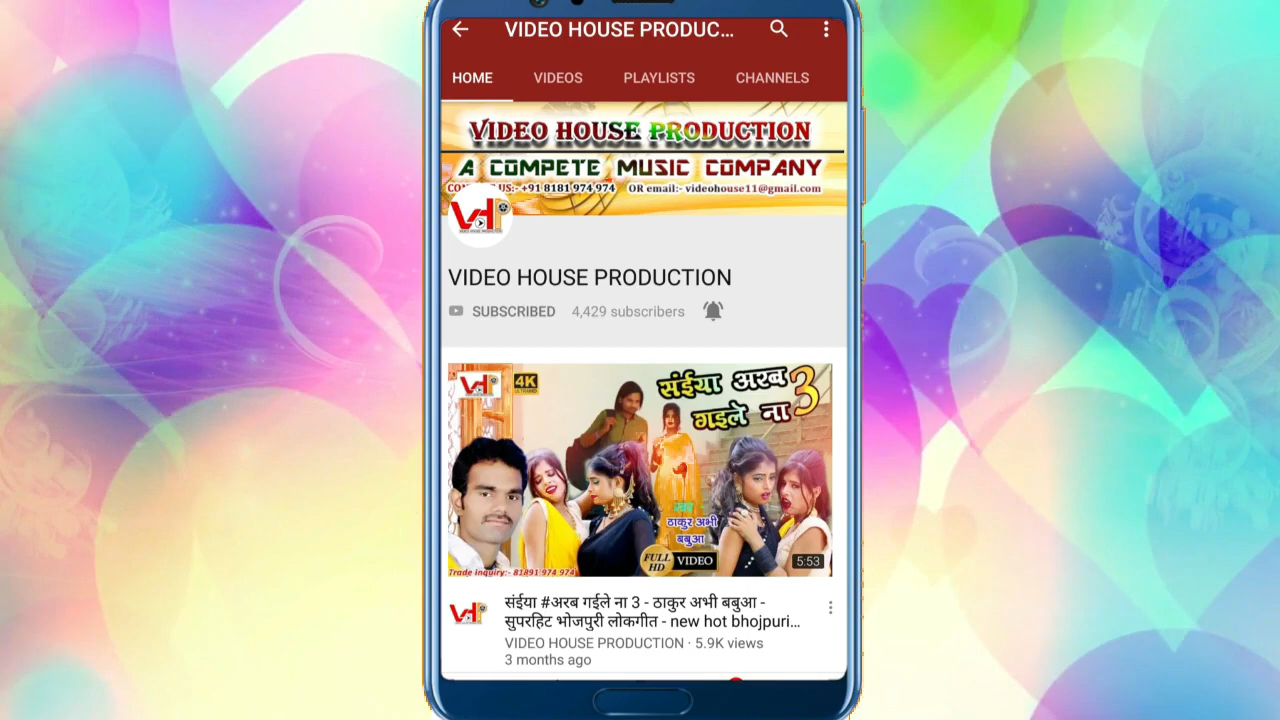 VIDEO HOUSE PRODUC...
HOME VIDEOS PLAYLISTS CHANNELS
VIDEO HOUSE PRODUCTION
A COMPETE MUSIC COMPANY
US:- +91 8181 974 974 OR email:- videohouse11@gmail.com
VIDEO HOUSE PRODUCTION
SUBSCRIBED 4,429 subscribers
4K
संईया अरब
गइले ना 3
स्वर -
ठाकुर अभी
बबुआ
FULL HD VIDEO
5:53
Trade inquiry:- 81891 974 974
संईया #अरब गईले ना 3 - ठाकुर अभी बबुआ -
सुपरहिट भोजपुरी लोकगीत - new hot bhojpuri...
VIDEO HOUSE PRODUCTION · 5.9K views
3 months ago